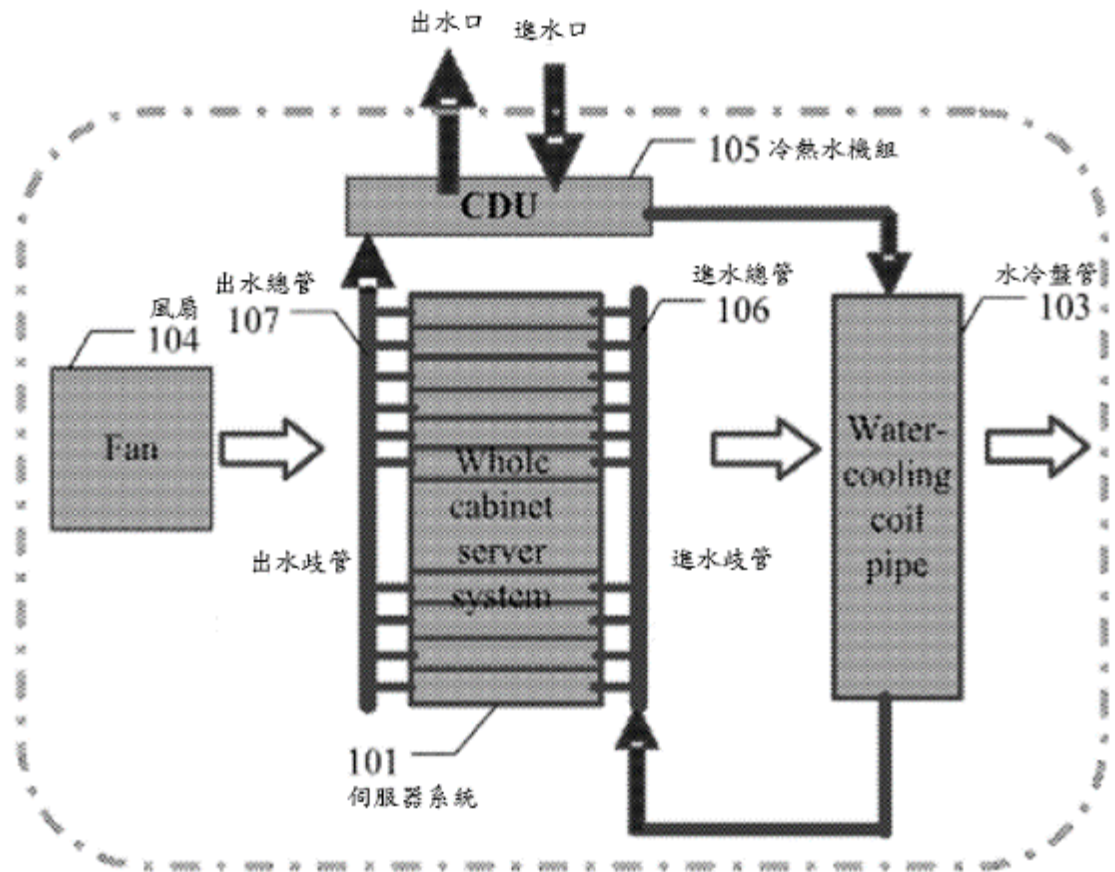 出水口
進水口
105 冷熱水機組
CDU
出水總管
107
進水總管
106
水冷盤管
103
風扇
104
Fan
Whole
cabinet
server
system
Water-
cooling
coil
pipe
出水歧管
進水歧管
101
伺服器系統